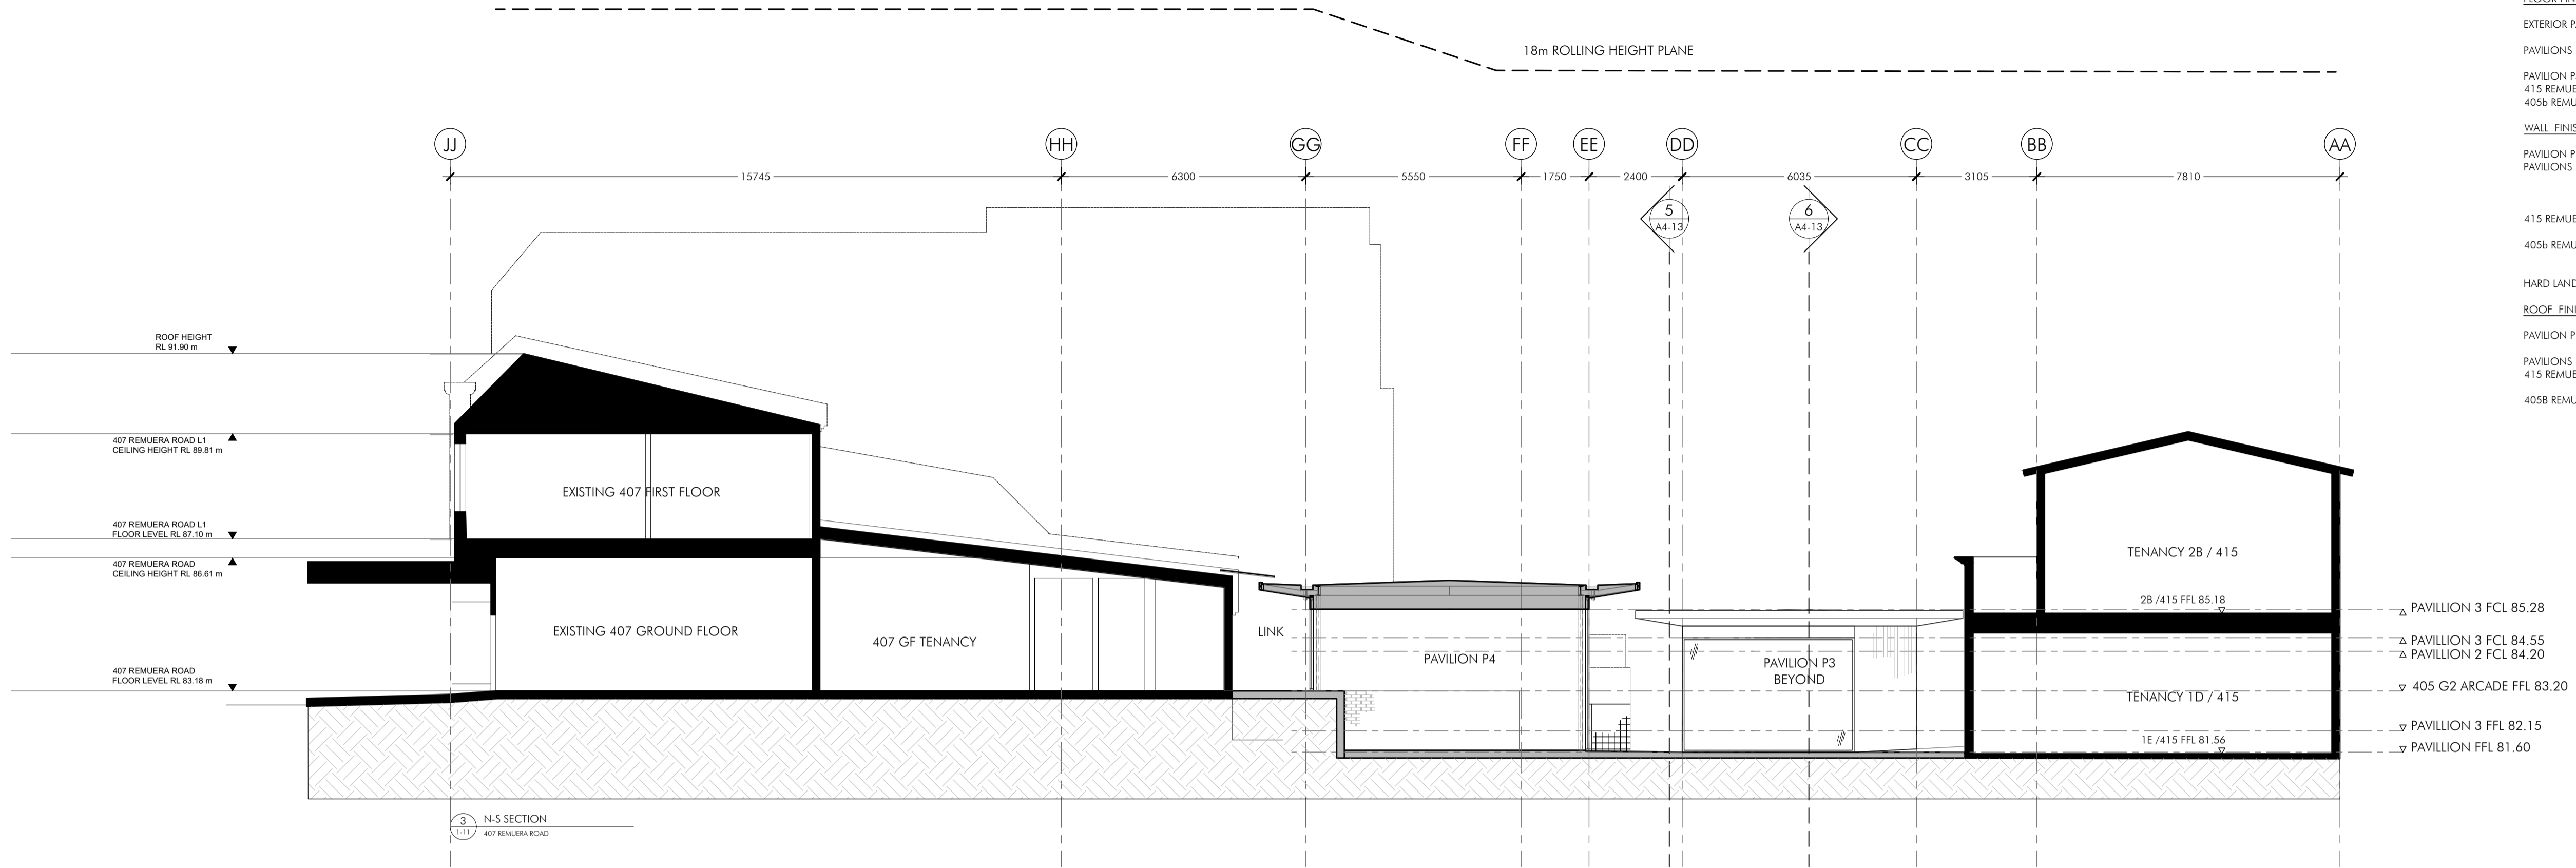 18m ROLLING HEIGHT PLANE
JJ
HH
GG
FF
EE
DD
CC
BB
AA
15745
6300
5550
1750
2400
6035
3105
7810
5
A4-13
6
A4-13
ROOF HEIGHT
RL 91.90 m
407 REMUERA ROAD L1
CEILING HEIGHT RL 89.81 m
407 REMUERA ROAD L1
FLOOR LEVEL RL 87.10 m
407 REMUERA ROAD
CEILING HEIGHT RL 86.61 m
407 REMUERA ROAD
FLOOR LEVEL RL 83.18 m
EXISTING 407 FIRST FLOOR
EXISTING 407 GROUND FLOOR
407 GF TENANCY
LINK
PAVILION P4
PAVILION P3
BEYOND
TENANCY 2B / 415
2B /415 FFL 85.18
TENANCY 1D / 415
1E /415 FFL 81.56
PAVILLION 3 FCL 85.28
PAVILLION 3 FCL 84.55
PAVILLION 2 FCL 84.20
405 G2 ARCADE FFL 83.20
PAVILLION 3 FFL 82.15
PAVILLION FFL 81.60
3
1-11
N-S SECTION
407 REMUERA ROAD
EXTERIOR P
PAVILIONS
PAVILION P
415 REMUE
405b REMU
WALL FINIS
PAVILION P
PAVILIONS
415 REMUE
405b REMU
HARD LAND
ROOF FINI
PAVILION P
PAVILIONS
415 REMUE
405B REMU